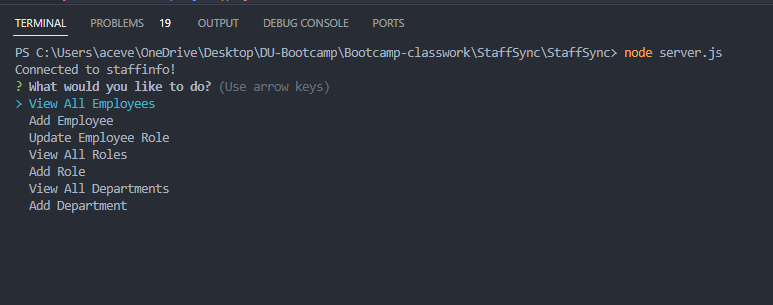 TERMINAL PROBLEMS 19 OUTPUT DEBUG CONSOLE PORTS
PS C:\Users\aceve\OneDrive\Desktop\DU-Bootcamp\Bootcamp-classwork\StaffSync\StaffSync> node server.js
Connected to staffinfo!
? What would you like to do? (Use arrow keys)
> View All Employees
Add Employee
Update Employee Role
View All Roles
Add Role
View All Departments
Add Department